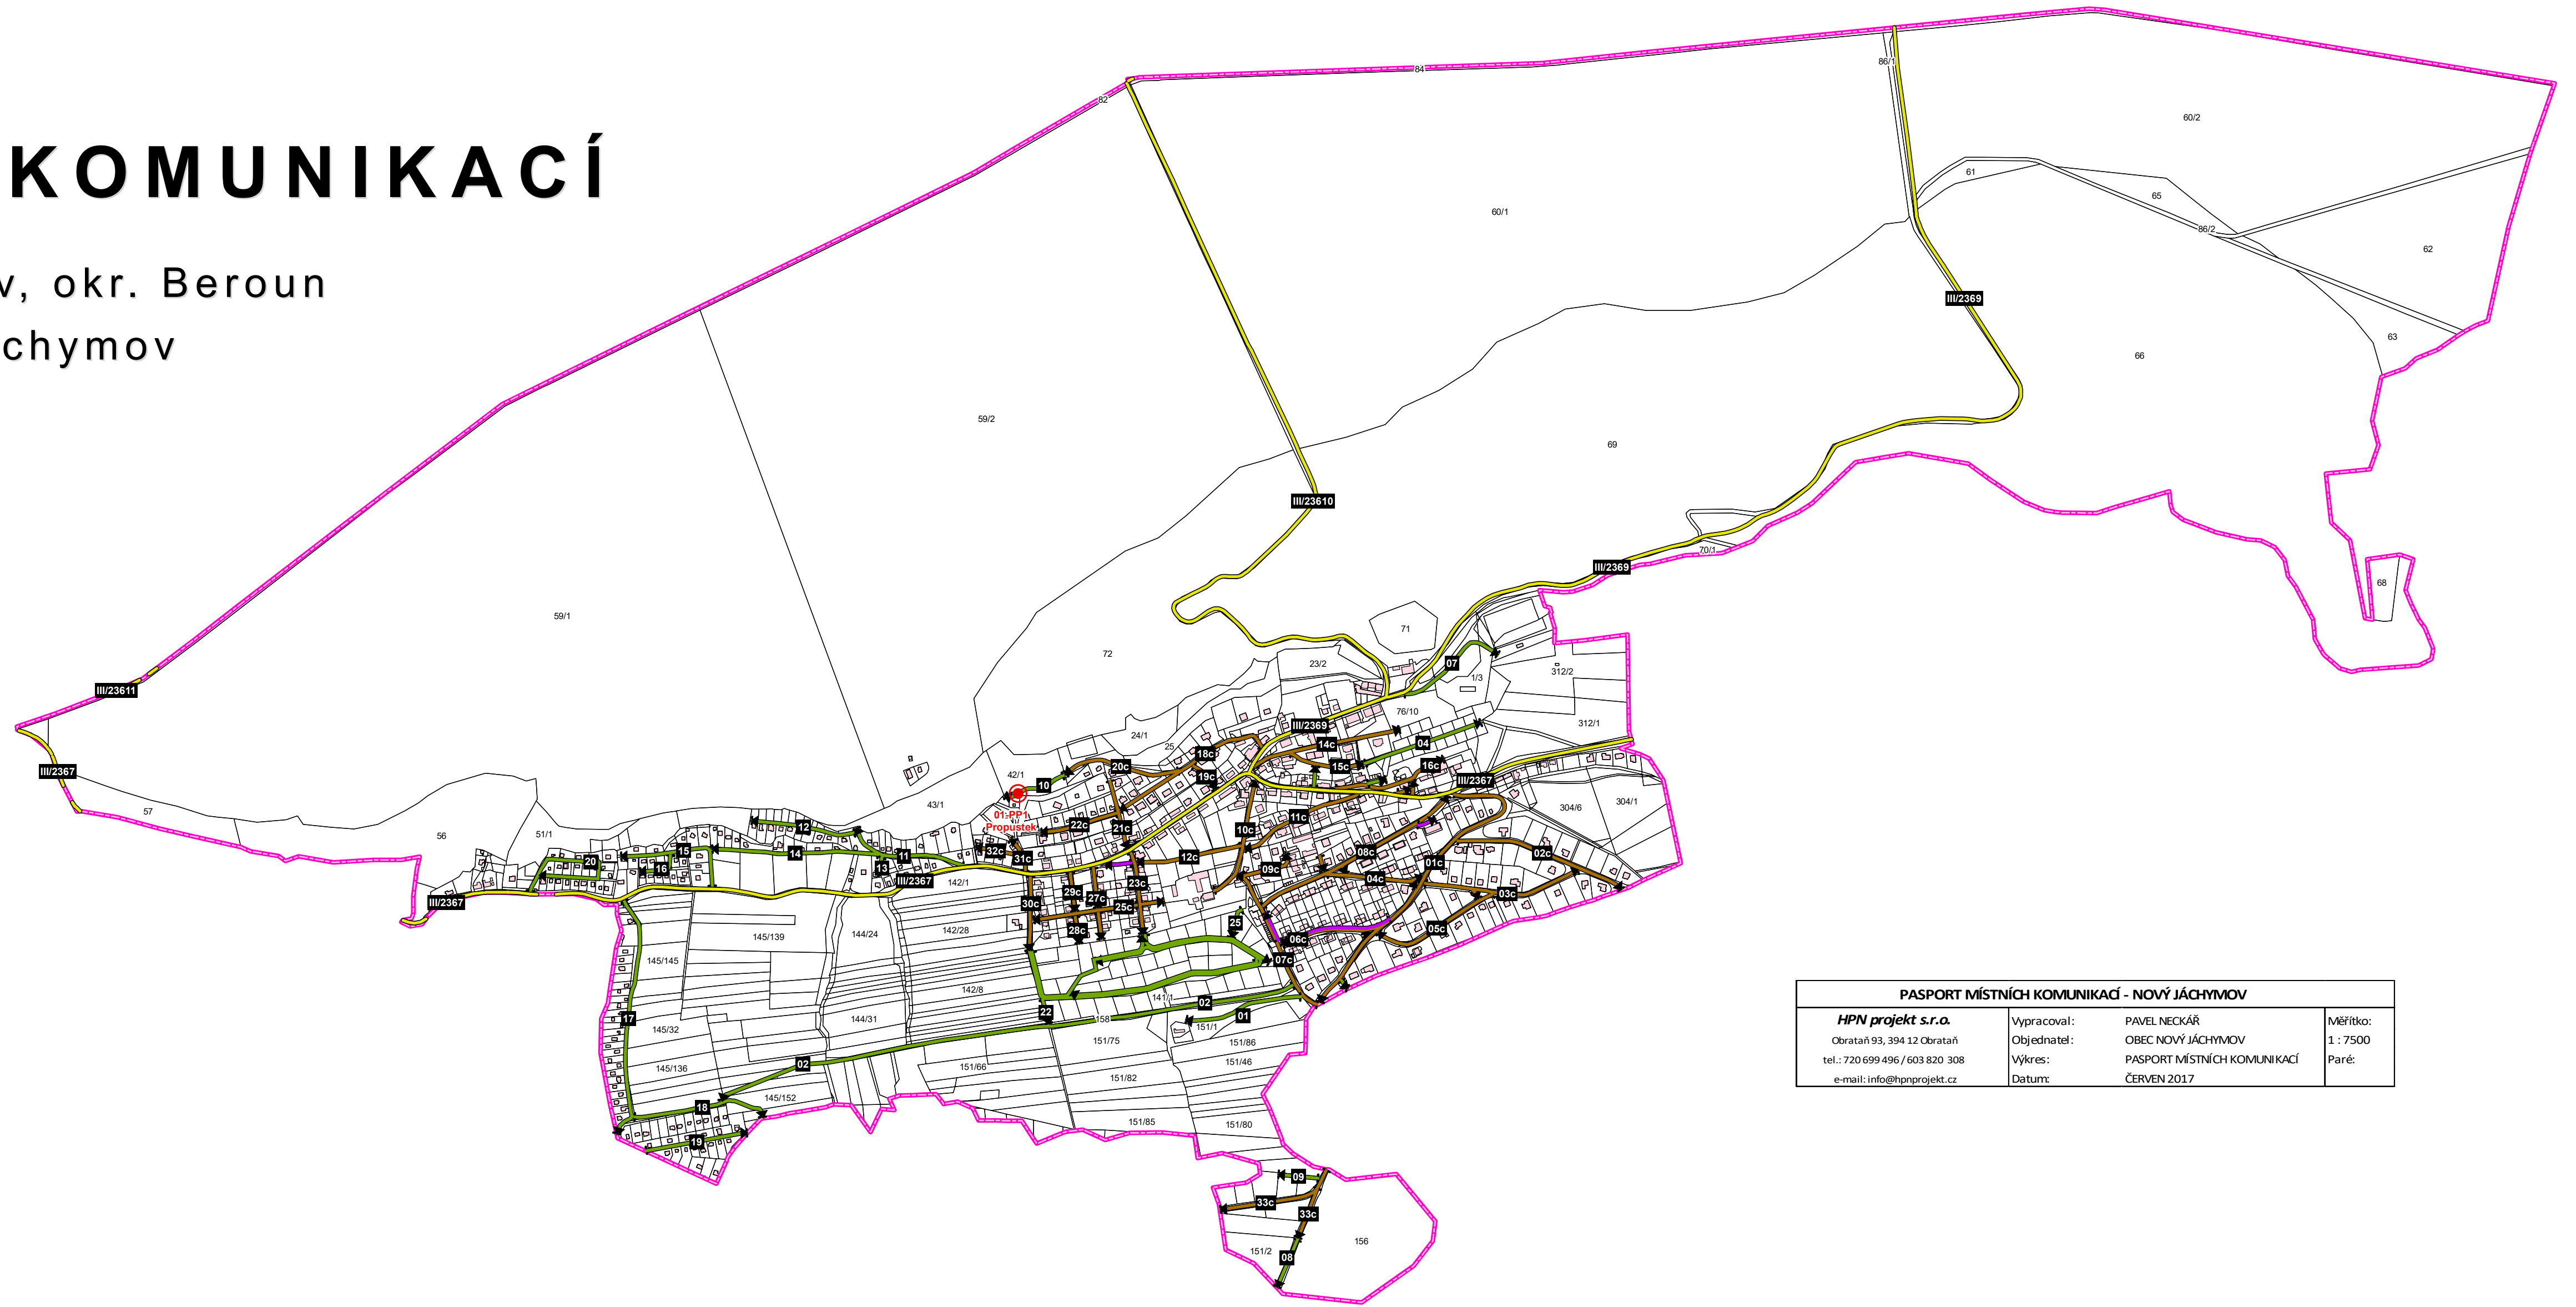 KOMUNIKACÍ
v, okr. Beroun
chymov
82
84
86/1
60/2
61
65
60/1
86/2
62
III/2369
63
66
59/2
69
III/23610
70/1
III/2369
68
59/1
71
72
23/2
07
312/2
1/3
III/23611
76/10
312/1
III/2369
24/1
25
14c
04
18c
III/2367
20c
15c
16c
19c
III/2367
42/1
10
43/1
304/6
304/1
57
01-PP1
Propustek
11c
12
22c
21c
10c
56
51/1
15
14
11
32c
31c
12c
08c
02c
20
16
13
09c
01c
III/2367
142/1
04c
29c
27c
23c
03c
III/2367
30c
25c
25
145/139
144/24
142/28
28c
06c
05c
145/145
07c
142/8
141/1
02
22
158
01
17
144/31
145/32
151/1
151/75
151/86
02
151/46
145/136
151/66
151/82
145/152
18
151/85
151/80
19
09
33c
33c
156
151/2
08
PASPORT MÍSTNÍCH KOMUNIKACÍ - NOVÝ JÁCHYMOV
HPN projekt s.r.o.
Obrataň 93, 394 12 Obrataň
tel.: 720 699 496 / 603 820 308
e-mail: info@hpnprojekt.cz
Vypracoval: PAVEL NECKÁŘ
Objednatel: OBEC NOVÝ JÁCHYMOV
Výkres: PASPORT MÍSTNÍCH KOMUNIKACÍ
Datum: ČERVEN 2017
Měřítko:
1 : 7500
Paré: